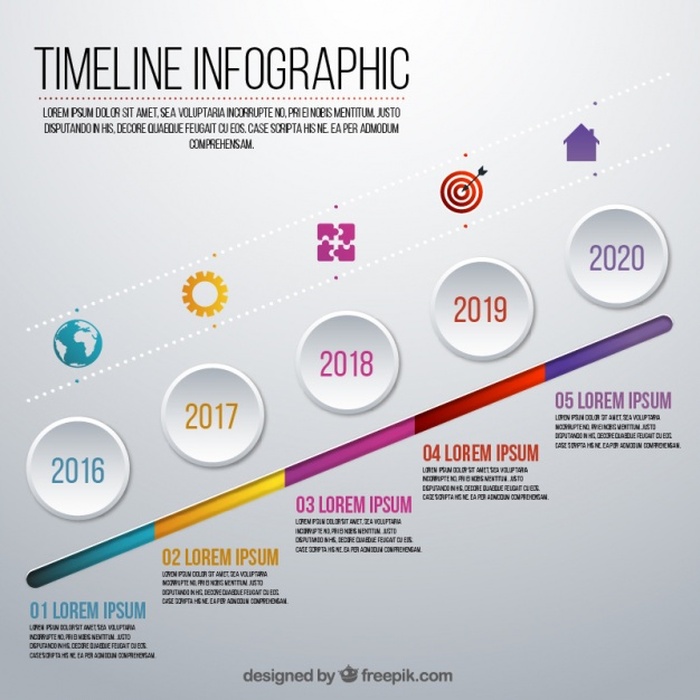 TIMELINE INFOGRAPHIC
LOREM IPSUM DOLOR SIT AMET, SEA VOLUPTARIA INCORRUPTE NO, PRI EI NOBIS MENTITUM. JUSTO
DISPUTANDO IN HIS, DECORE QUAEQUE FEUGAIT CU EOS. CASE SCRIPTA HIS NE. EA PER ADMODUM
COMPREHENSAM.
2020
2019
2018
2017
2016
05 LOREM IPSUM
LOREM IPSUM DOLOR SIT AMET, SEA VOLUPTARIA
INCORRUPTE NO, PRI EI NOBIS MENTITUM. JUSTO
DISPUTANDO IN HIS, DECORE QUAEQUE FEUGAIT CU EOS.
CASE SCRIPTA HIS NE. EA PER ADMODUM COMPREHENSAM.
04 LOREM IPSUM
LOREM IPSUM DOLOR SIT AMET, SEA VOLUPTARIA
INCORRUPTE NO, PRI EI NOBIS MENTITUM. JUSTO
DISPUTANDO IN HIS, DECORE QUAEQUE FEUGAIT CU EOS.
CASE SCRIPTA HIS NE. EA PER ADMODUM COMPREHENSAM.
03 LOREM IPSUM
LOREM IPSUM DOLOR SIT AMET, SEA VOLUPTARIA
INCORRUPTE NO, PRI EI NOBIS MENTITUM. JUSTO
DISPUTANDO IN HIS, DECORE QUAEQUE FEUGAIT CU EOS.
CASE SCRIPTA HIS NE. EA PER ADMODUM COMPREHENSAM.
02 LOREM IPSUM
LOREM IPSUM DOLOR SIT AMET, SEA VOLUPTARIA
INCORRUPTE NO, PRI EI NOBIS MENTITUM. JUSTO
DISPUTANDO IN HIS, DECORE QUAEQUE FEUGAIT CU EOS.
CASE SCRIPTA HIS NE. EA PER ADMODUM COMPREHENSAM.
01 LOREM IPSUM
LOREM IPSUM DOLOR SIT AMET, SEA VOLUPTARIA
INCORRUPTE NO, PRI EI NOBIS MENTITUM. JUSTO
DISPUTANDO IN HIS, DECORE QUAEQUE FEUGAIT CU EOS.
CASE SCRIPTA HIS NE. EA PER ADMODUM COMPREHENSAM.
designed by freepik.com